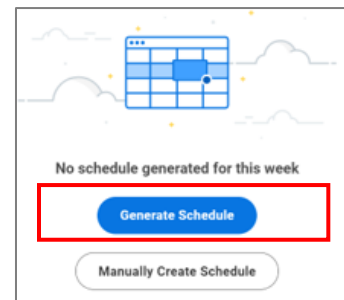 No schedule generated for this week
Generate Schedule
Manually Create Schedule